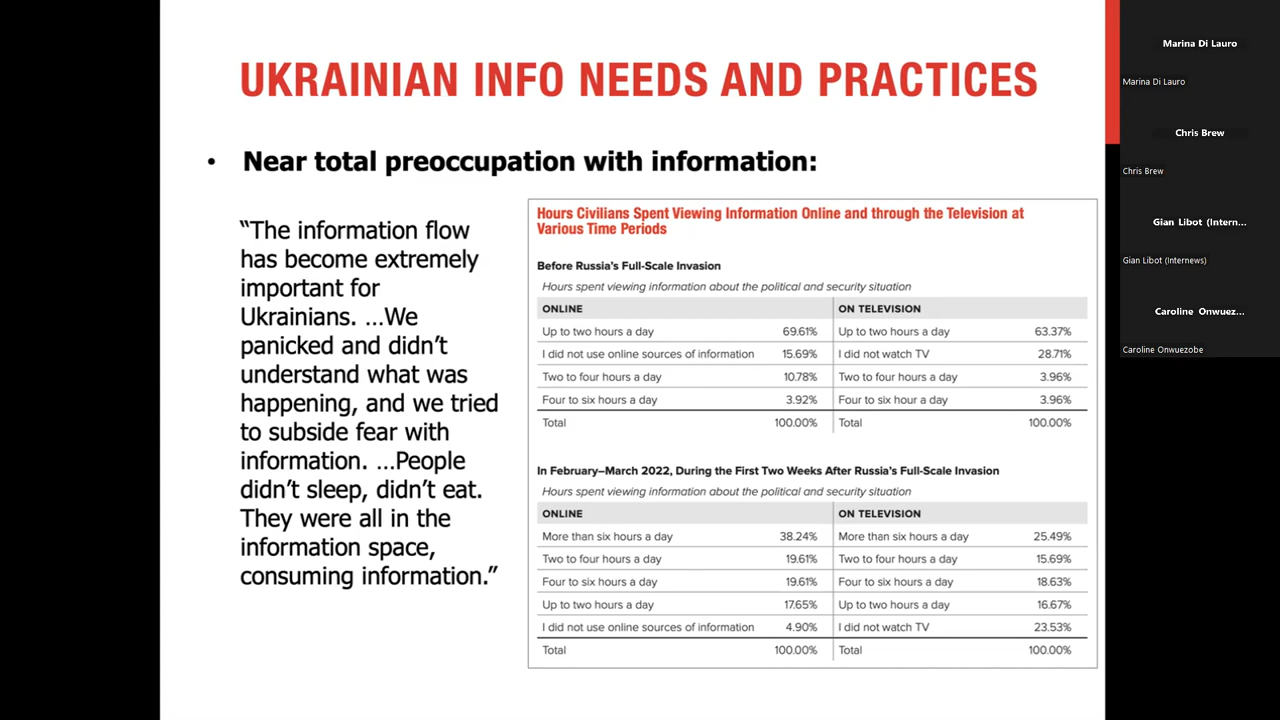 UKRAINIAN INFO NEEDS AND PRACTICES
• Near total preoccupation with information:
“The information flow
has become extremely
important for
Ukrainians. …We
panicked and didn’t
understand what was
happening, and we tried
to subside fear with
information. …People
didn’t sleep, didn’t eat.
They were all in the
information space,
consuming information.”
Hours Civilians Spent Viewing Information Online and through the Television at
Various Time Periods
Before Russia’s Full-Scale Invasion
Hours spent viewing information about the political and security situation
ONLINE ON TELEVISION
Up to two hours a day 69.61% Up to two hours a day 63.37%
I did not use online sources of information 15.69% I did not watch TV 28.71%
Two to four hours a day 10.78% Two to four hours a day 3.96%
Four to six hours a day 3.92% Four to six hour a day 3.96%
Total 100.00% Total 100.00%
In February–March 2022, During the First Two Weeks After Russia’s Full-Scale Invasion
Hours spent viewing information about the political and security situation
ONLINE ON TELEVISION
More than six hours a day 38.24% More than six hours a day 25.49%
Two to four hours a day 19.61% Two to four hours a day 15.69%
Four to six hours a day 19.61% Four to six hours a day 18.63%
Up to two hours a day 17.65% Up to two hours a day 16.67%
I did not use online sources of information 4.90% I did not watch TV 23.53%
Total 100.00% Total 100.00%
Marina Di Lauro
Marina Di Lauro
Chris Brew
Chris Brew
Gian Libot (Intern...
Gian Libot (Internews)
Caroline Onwuez...
Caroline Onwuezobe